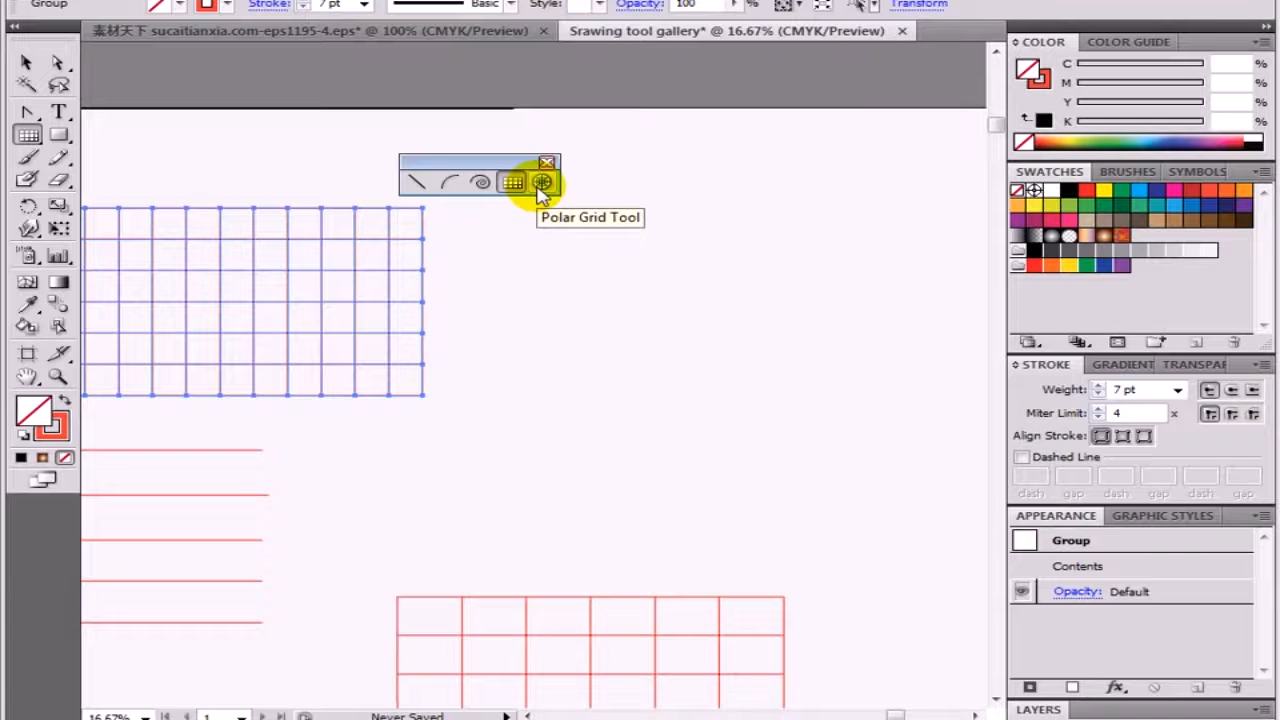 Group Stroke: 7 pt Basic Style: Opacity: 100 % Transform
素材天下 sucaitianxia.com-eps1195-4.eps* @ 100% (CMYK/Preview) Srawing tool gallery* @ 16.67% (CMYK/Preview)
COLOR COLOR GUIDE
C %
M %
Y %
K %
SWATCHES BRUSHES SYMBOLS
Polar Grid Tool
STROKE GRADIENT TRANSPAR
Weight: 7 pt
Miter Limit: 4 x
Align Stroke:
Dashed Line
dash gap dash gap dash gap
APPEARANCE GRAPHIC STYLES
Group
Contents
Opacity: Default
LAYERS
16.67% 1 Never Saved